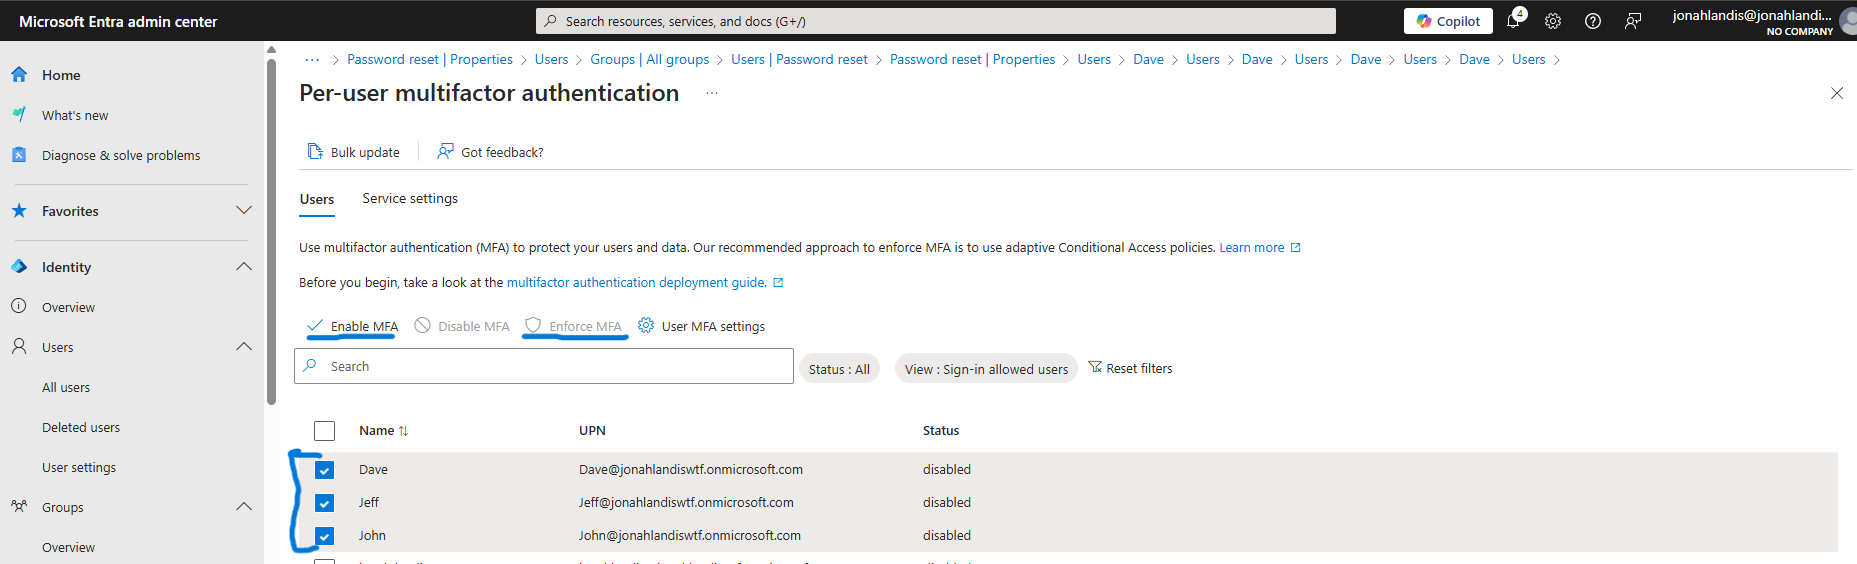 Microsoft Entra admin center
Search resources, services, and docs (G+/)
Copilot
4
jonahlandis@jonahlandi...
NO COMPANY
Home
What's new
Diagnose & solve problems
Favorites
Identity
Overview
Users
All users
Deleted users
User settings
Groups
Overview
... > Password reset | Properties > Users > Groups | All groups > Users | Password reset > Password reset | Properties > Users > Dave > Users > Dave > Users > Dave > Users > Dave > Users >
Per-user multifactor authentication ...
Bulk update
Got feedback?
Users
Service settings
Use multifactor authentication (MFA) to protect your users and data. Our recommended approach to enforce MFA is to use adaptive Conditional Access policies. Learn more
Before you begin, take a look at the multifactor authentication deployment guide.
Enable MFA
Disable MFA
Enforce MFA
User MFA settings
Search
Status : All
View : Sign-in allowed users
Reset filters
Name UPN Status
Dave Dave@jonahlandiswtf.onmicrosoft.com disabled
Jeff Jeff@jonahlandiswtf.onmicrosoft.com disabled
John John@jonahlandiswtf.onmicrosoft.com disabled